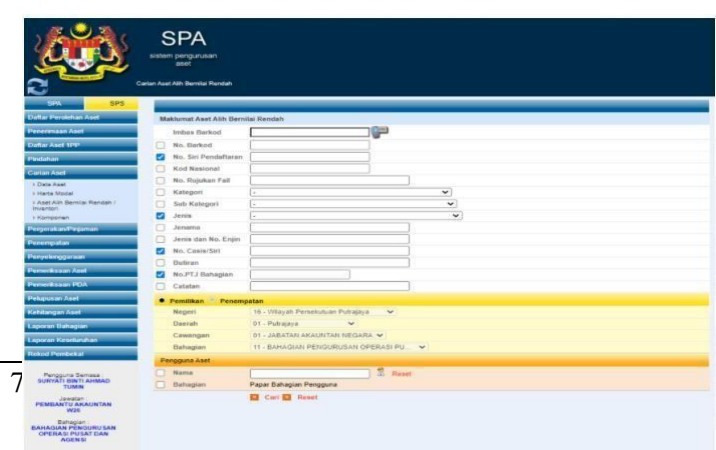 SPA
sistem pengurusan
aset
Carian Aset Alih Bernilai Rendah
SPA SPS
Daftar Perolehan Aset
Penerimaan Aset
Daftar Aset 1PP
Pindahan
Carian Aset
> Data Aset
> Harta Modal
> Aset Alih Bernilai Rendah /
Inventori
> Komponen
Pergerakan/Pinjaman
Penempatan
Penyelenggaraan
Pemeriksaan Aset
Pemeriksaan PDA
Pelupusan Aset
Kehilangan Aset
Laporan Bahagian
Laporan Keseluruhan
Rekod Pembekal
Pengguna Semasa :
SURYATI BINTI AHMAD
TUMIN
Jawatan :
PEMBANTU AKAUNTAN
W26
Bahagian :
BAHAGIAN PENGURUSAN
OPERASI PUSAT DAN
AGENSI
7
Maklumat Aset Alih Bernilai Rendah
Imbas Barkod
No. Barkod
No. Siri Pendaftaran
Kod Nasional
No. Rujukan Fail
Kategori -
Sub Kategori -
Jenis -
Jenama
Jenis dan No. Enjin
No. Casis/Siri
Butiran
No.PTJ Bahagian
Catatan
Pemilikan Penempatan
Negeri 16 - Wilayah Persekutuan Putrajaya
Daerah 01 - Putrajaya
Cawangan 01 - JABATAN AKAUNTAN NEGARA
Bahagian 11 - BAHAGIAN PENGURUSAN OPERASI PU...
Pengguna Aset
Nama Reset
Bahagian Papar Bahagian Pengguna
Cari Reset